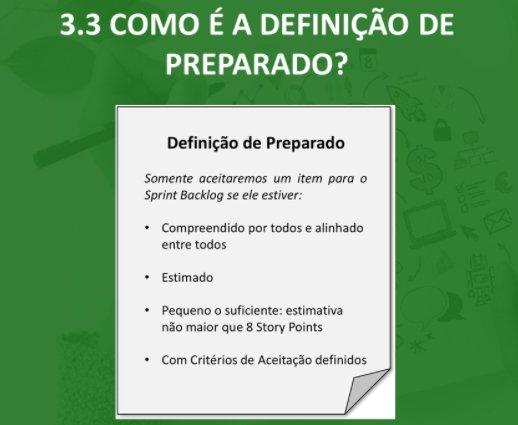 3.3 COMO É A DEFINIÇÃO DE
PREPARADO?
Definição de Preparado
Somente aceitaremos um item para o
Sprint Backlog se ele estiver:
• Compreendido por todos e alinhado
entre todos
• Estimado
• Pequeno o suficiente: estimativa
não maior que 8 Story Points
• Com Critérios de Aceitação definidos